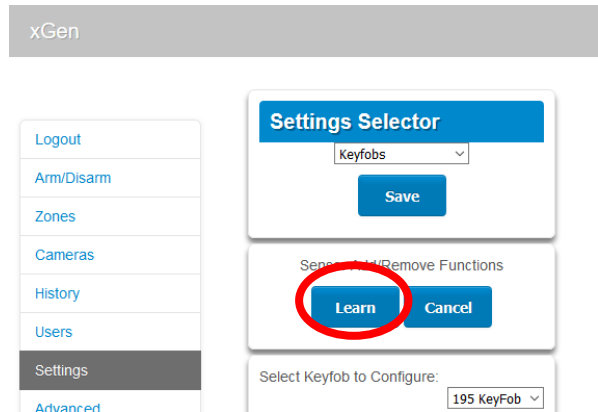 xGen
Logout
Arm/Disarm
Zones
Cameras
History
Users
Settings
Advanced
Settings Selector
Keyfobs
Save
Sensor Add/Remove Functions
Learn Cancel
Select Keyfob to Configure:
195 KeyFob